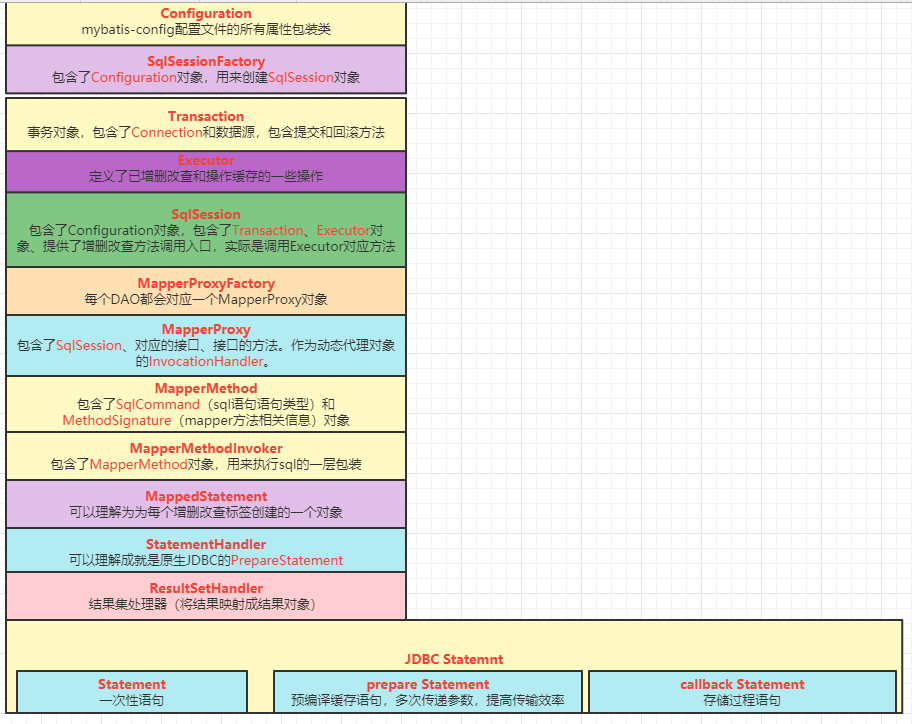 Configuration
mybatis-config配置文件的所有属性包装类
SqlSessionFactory
包含了Configuration对象，用来创建SqlSession对象
Transaction
事务对象，包含了Connection和数据源，包含提交和回滚方法
Executor
定义了已增删改查和操作缓存的一些操作
SqlSession
包含了Configuration对象，包含了Transaction、Executor对
象、提供了增删改查方法调用入口，实际是调用Executor对应方法
MapperProxyFactory
每个DAO都会对应一个MapperProxy对象
MapperProxy
包含了SqlSession、对应的接口、接口的方法。作为动态代理对象
的InvocationHandler。
MapperMethod
包含了SqlCommand（sql语句语句类型）和
MethodSignature（mapper方法相关信息）对象
MapperMethodInvoker
包含了MapperMethod对象，用来执行sql的一层包装
MappedStatement
可以理解为为每个增删改查标签创建的一个对象
StatementHandler
可以理解成就是原生JDBC的PrepareStatement
ResultSetHandler
结果集处理器（将结果映射成结果对象）
JDBC Statemnt
Statement
一次性语句
prepare Statement
预编译缓存语句，多次传递参数，提高传输效率
callback Statement
存储过程语句